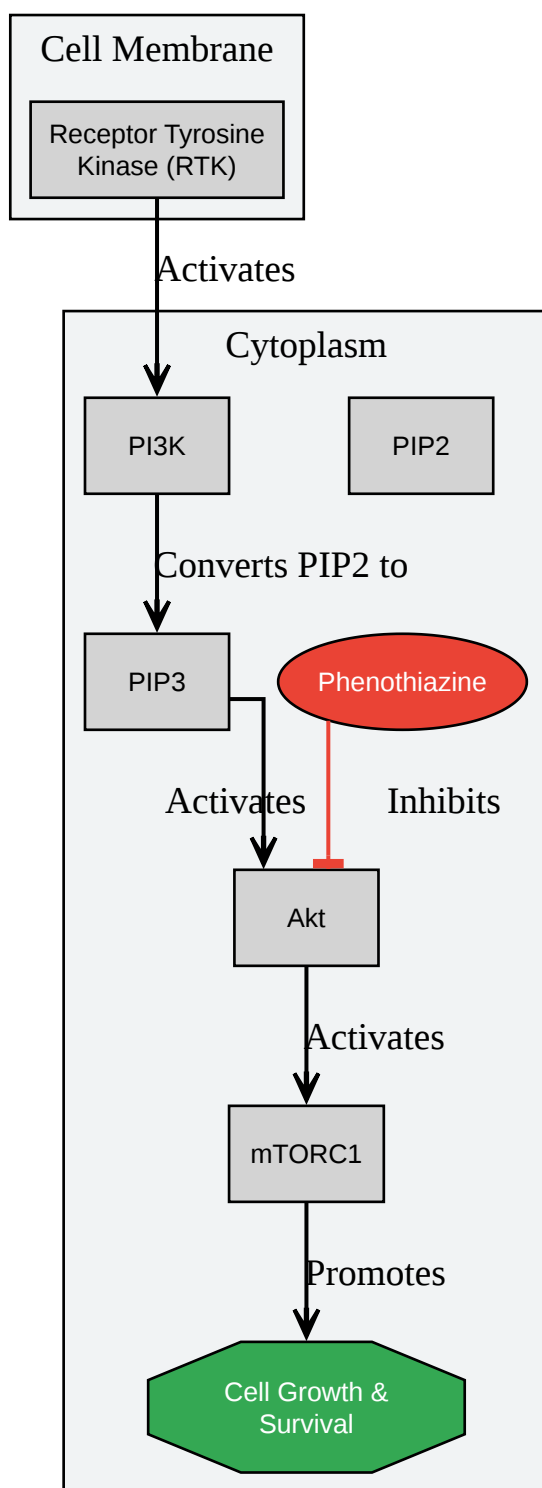 Cell Membrane
Receptor Tyrosine
Kinase (RTK)
Activates
Cytoplasm
PI3K
PIP2
Converts PIP2 to
PIP3
Phenothiazine
Activates
Inhibits
Akt
Activates
mTORC1
Promotes
Cell Growth &
Survival